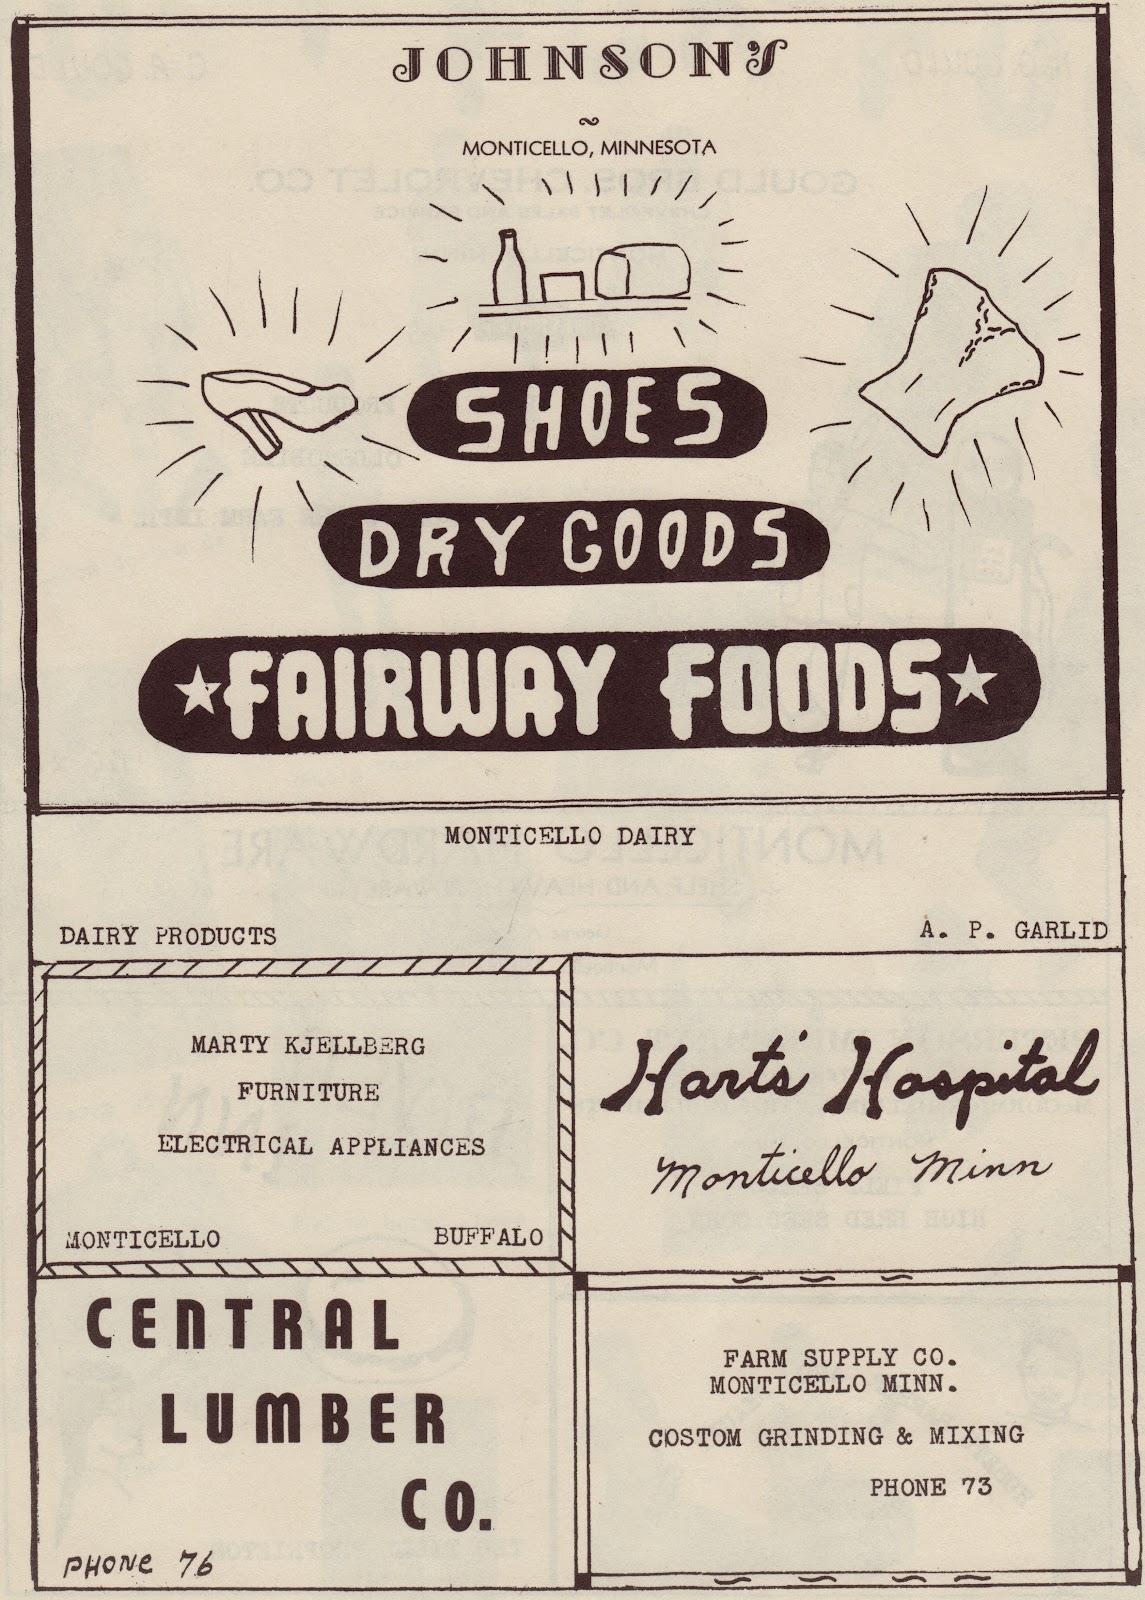 JOHNSON'S
MONTICELLO, MINNESOTA
SHOES
DRY GOODS
FAIRWAY FOODS
MONTICELLO DAIRY
DAIRY PRODUCTS
A. P. GARLID
MARTY KJELLBERG
FURNITURE
ELECTRICAL APPLIANCES
MONTICELLO
BUFFALO
Hart's Hospital
Monticello Minn
CENTRAL
LUMBER
CO.
PHONe 76
FARM SUPPLY CO.
MONTICELLO MINN.
COSTOM GRINDING & MIXING
PHONE 73